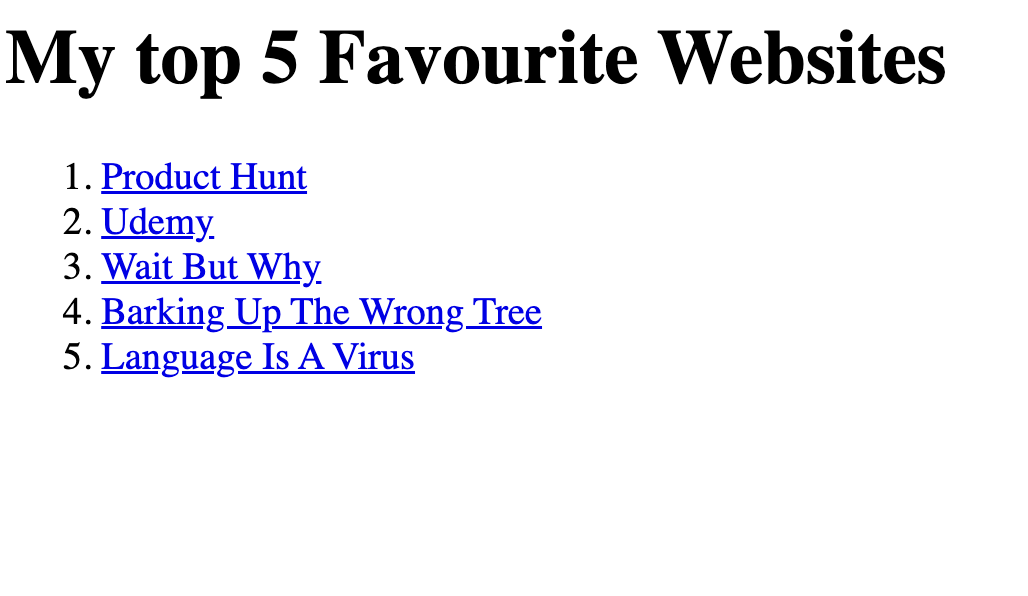 My top 5 Favourite Websites
1. Product Hunt
2. Udemy
3. Wait But Why
4. Barking Up The Wrong Tree
5. Language Is A Virus